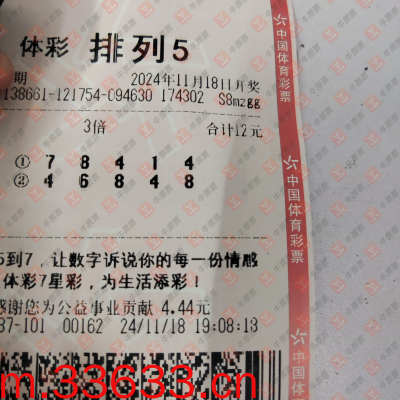 体彩 排列5
期 2024年11月18日开奖
138661-121754-094630 174302 S8mzgg
3倍 合计12元
① 7 8 4 1 4
② 4 6 8 4 8
5到7，让数字诉说你的每一份情感
体彩7星彩，为生活添彩！
感谢您为公益事业贡献 4.44元
37-101 00162 24/11/18 19:08:13
中国体育彩票
中国体育彩票
中国体育彩票
m.33633.cn